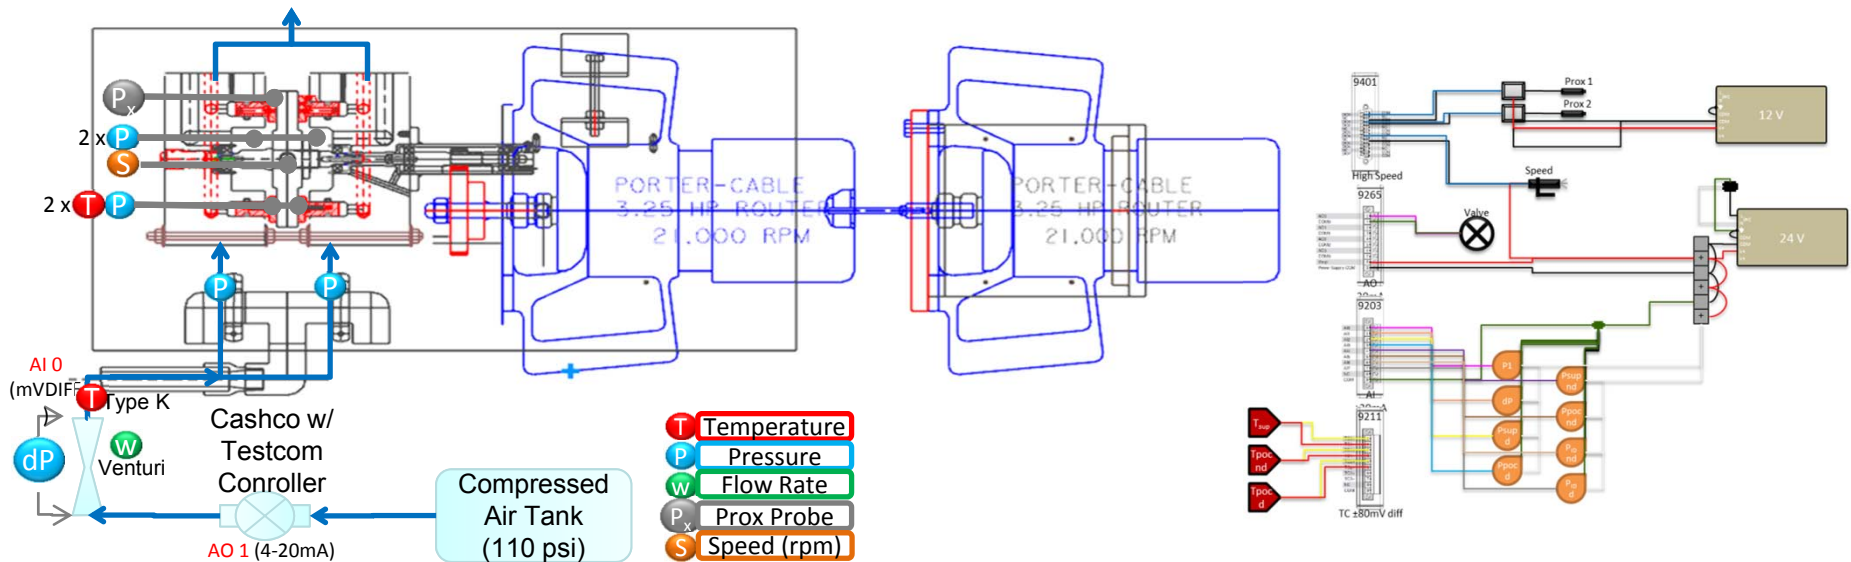 Px
2 x P
S
2 x T P
P
P
PORTER-CABLE
3.25 HP ROUTER
21.000 RPM
PORTER-CABLE
3.25 HP ROUTER
21.000 RPM
AI 0
(mVDIFF
T
Type K
dP
W
Venturi
Cashco w/
Testcom
Conroller
AO 1 (4-20mA)
Compressed
Air Tank
(110 psi)
T Temperature
P Pressure
W Flow Rate
Px Prox Probe
S Speed (rpm)
9401
High Speed
Prox 1
Prox 2
12 V
Speed
9265
Valve
AO
24 V
9203
AI
P1
dP
Psup
d
Ppoc
d
Psup
nd
Ppoc
nd
nd
d
9211
Tsup
Tpoc
nd
Tpoc
d
TC ±80mV diff